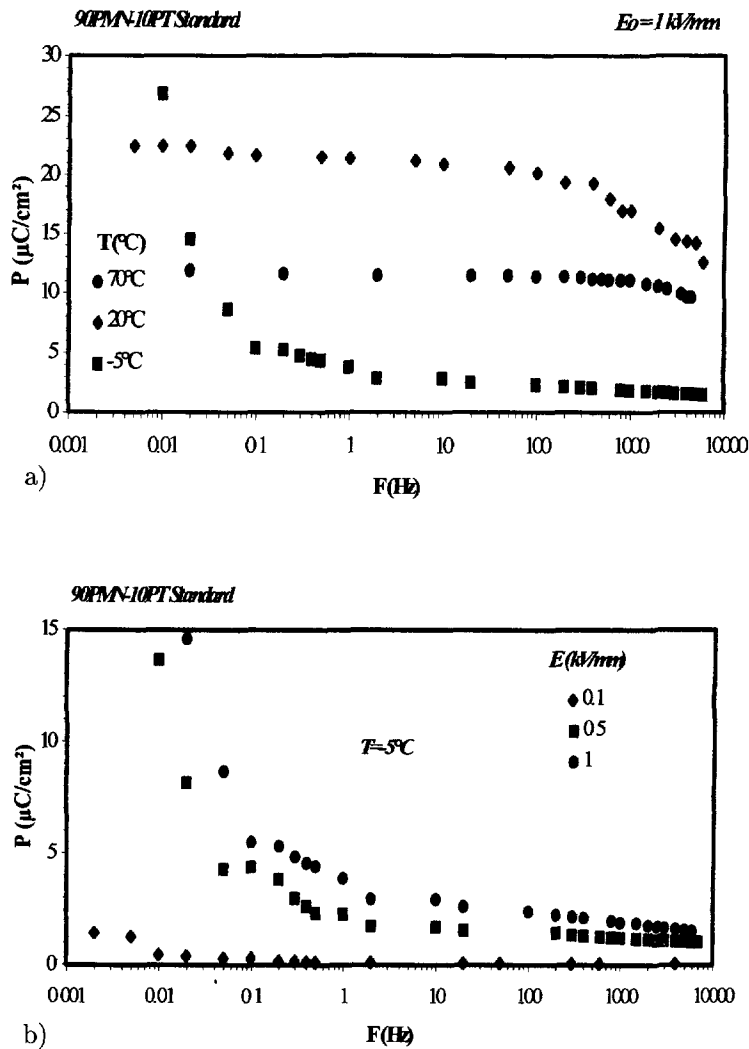 90PMN-10PT Standard
E0 = 1 kV/mm
30
25
20
15
10
5
0
P (µC/cm²)
T(°C)
70°C
20°C
-5°C
0.001 0.01 0.1 1 10 100 1000 10000
F(Hz)
a)
90PMN-10PT Standard
15
10
5
0
P (µC/cm²)
E (kV/mm)
0.1
0.5
1
T=-5°C
0.001 0.01 0.1 1 10 100 1000 10000
F(Hz)
b)